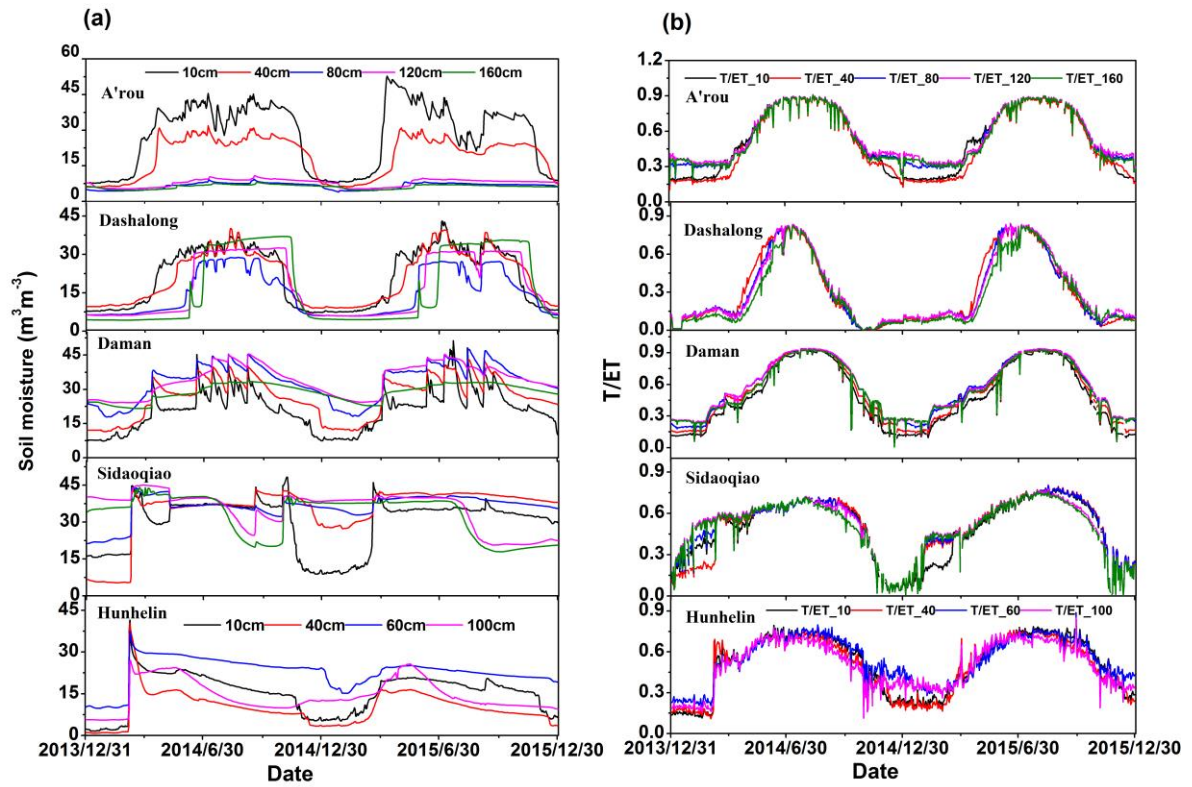 (a)
Soil moisture (m³m⁻³)
60
10cm 40cm 80cm 120cm 160cm
A'rou
45
30
15
0
Dashalong
45
30
15
0
Daman
45
30
15
0
Sidaoqiao
45
30
15
0
Hunhelin
10cm 40cm 60cm 100cm
45
30
15
0
2013/12/31 2014/6/30 2014/12/30 2015/6/30 2015/12/30
Date
(b)
T/ET
1.2
T/ET_10 T/ET_40 T/ET_80 T/ET_120 T/ET_160
A'rou
0.9
0.6
0.3
0.0
Dashalong
0.9
0.6
0.3
0.0
Daman
0.9
0.6
0.3
0.0
Sidaoqiao
0.9
0.6
0.3
0.0
Hunhelin
T/ET_10 T/ET_40 T/ET_60 T/ET_100
0.9
0.6
0.3
0.0
2013/12/31 2014/6/30 2014/12/30 2015/6/30 2015/12/30
Date